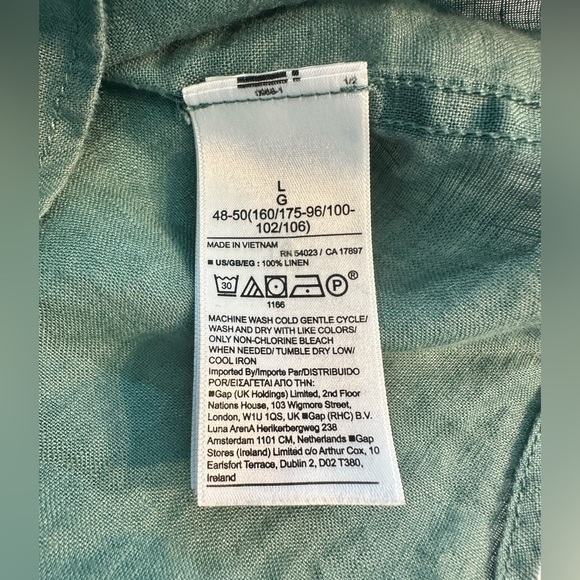 1/2
L
G
48-50(160/175-96/100-
102/106)
MADE IN VIETNAM
RN 54023 / CA 17897
■ US/GB/EG : 100% LINEN
30
P®
1166
MACHINE WASH COLD GENTLE CYCLE/
WASH AND DRY WITH LIKE COLORS/
ONLY NON-CHLORINE BLEACH
WHEN NEEDED/ TUMBLE DRY LOW/
COOL IRON
Imported By/Importe Par/DISTRIBUIDO
POR/ΕΙΣΑΓΕΤΑΙ ΑΠΟ ΤΗΝ:
■Gap (UK Holdings) Limited, 2nd Floor
Nations House, 103 Wigmore Street,
London, W1U 1QS UK ■Gap (RHC) B.V.
Luna ArenA Herikerbergweg 238
Amsterdam 1101 CM, Netherlands ■Gap
Stores (Ireland) Limited c/o Arthur Cox, 10
Earlsfort Terrace, Dublin 2, D02 T380,
Ireland